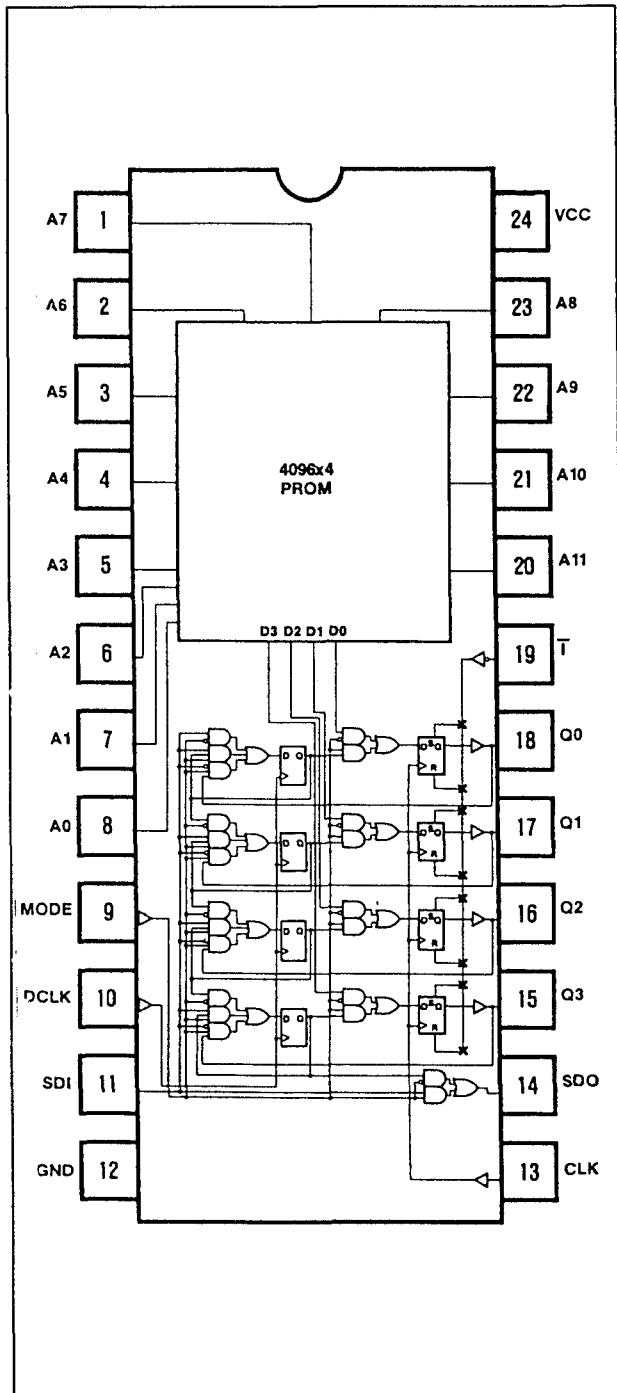 A7 1 24 VCC
A6 2 23 A8
A5 3 22 A9
4096x4
PROM
A4 4 21 A10
A3 5 20 A11
D3 D2 D1 D0
A2 6 19 I̅
A1 7 18 Q0
A0 8 17 Q1
MODE 9 16 Q2
DCLK 10 15 Q3
SDI 11 14 SDO
GND 12 13 CLK
D Q D S Q R
D Q D S Q R
D Q D S Q R
D Q D S Q R